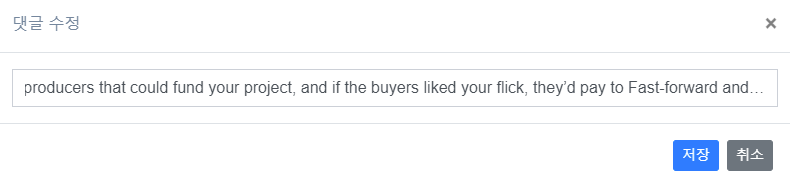 댓글 수정
×
producers that could fund your project, and if the buyers liked your flick, they’d pay to Fast-forward and…
저장 취소